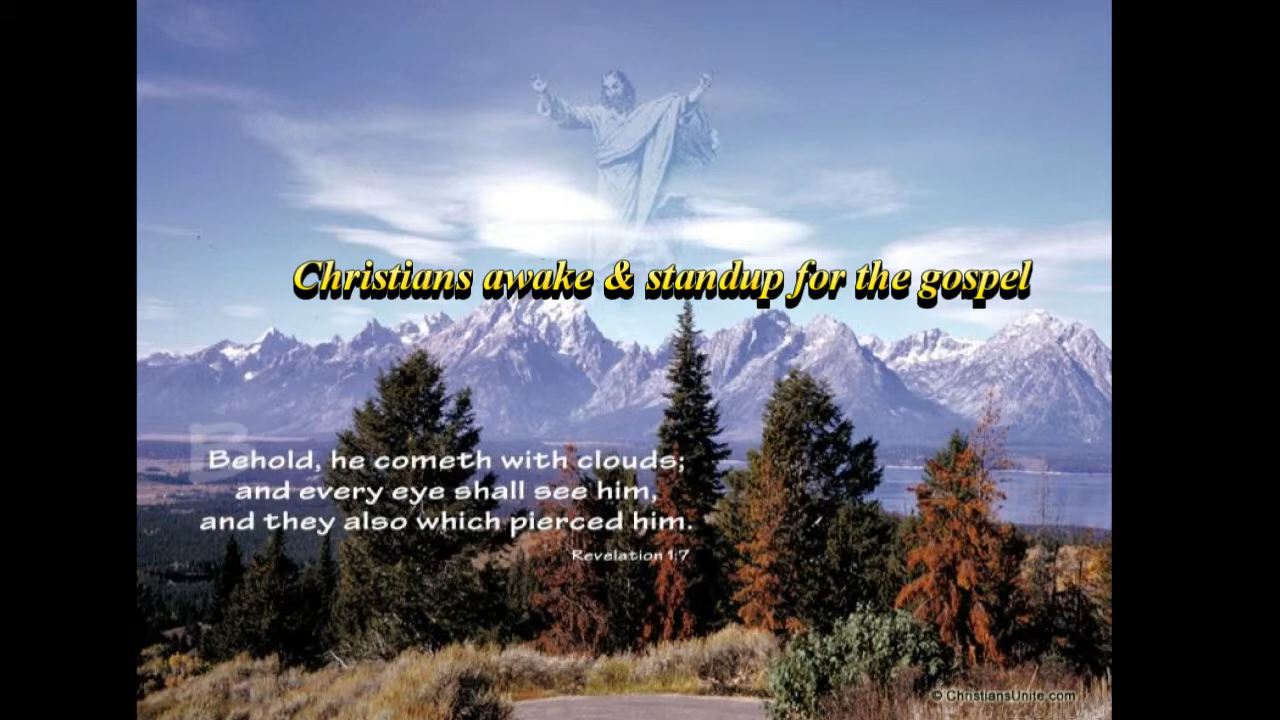 Christians awake & standup for the gospel
Behold, he cometh with clouds;
and every eye shall see him,
and they also which pierced him.
Revelation 1:7
© ChristiansUnite.com